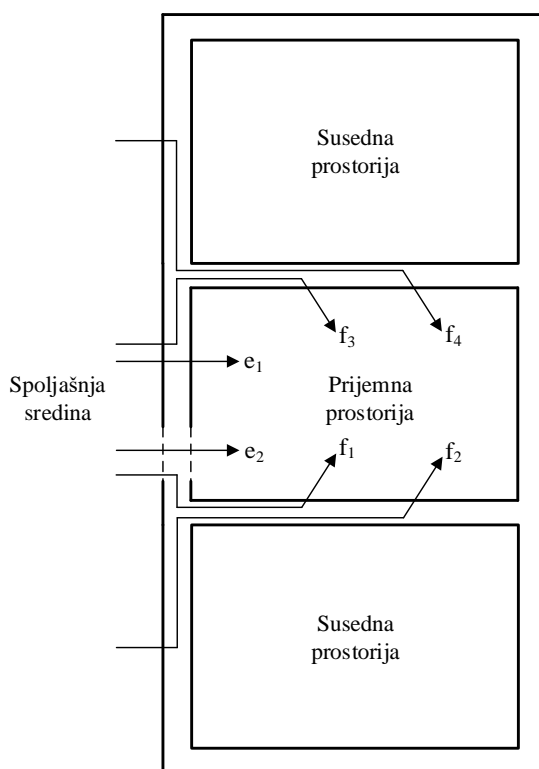 Susedna
prostorija
f₃
f₄
e₁
Spoljašnja
sredina
Prijemna
prostorija
e₂
f₁
f₂
Susedna
prostorija